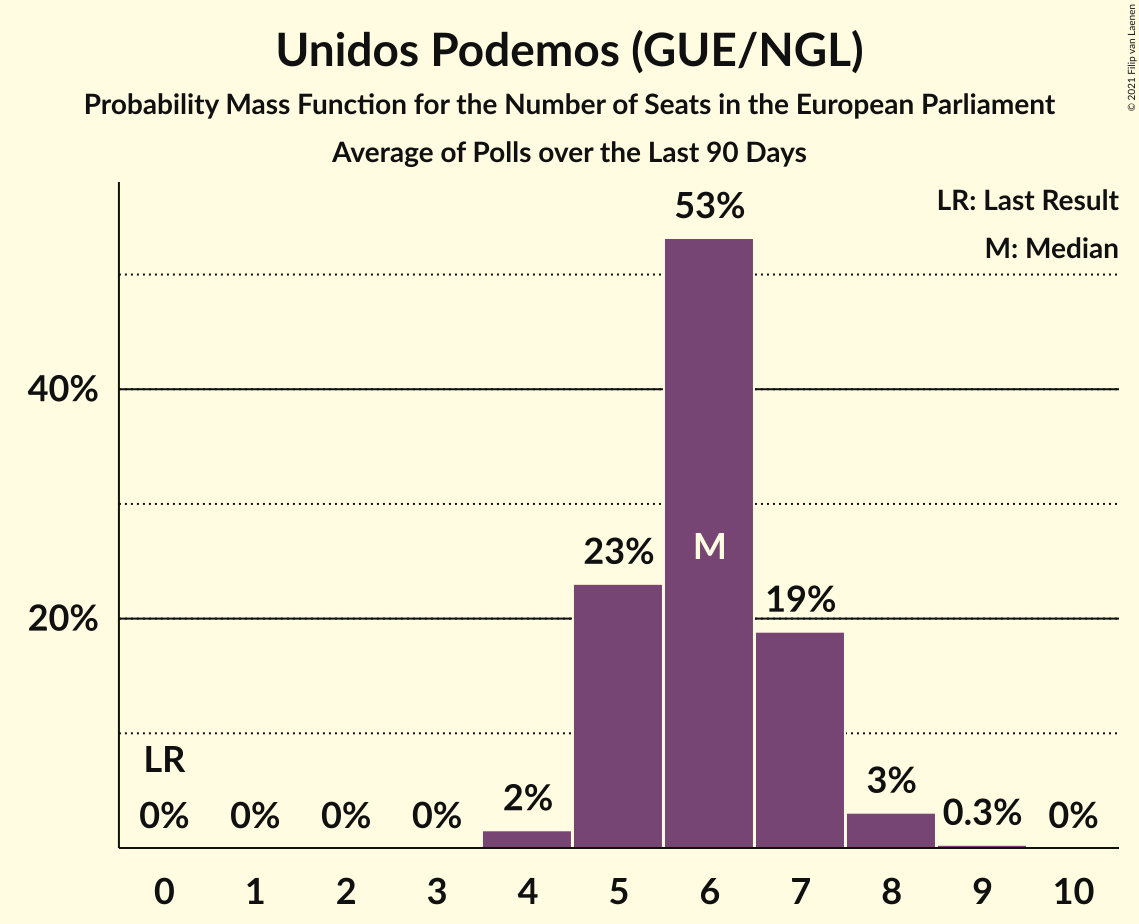 Unidos Podemos (GUE/NGL)
Probability Mass Function for the Number of Seats in the European Parliament
Average of Polls over the Last 90 Days
© 2021 Filip van Laenen
LR: Last Result
M: Median
53%
40%
M
23%
19%
20%
LR
0%
0%
0%
0%
2%
3%
0.3%
0%
0 1 2 3 4 5 6 7 8 9 10